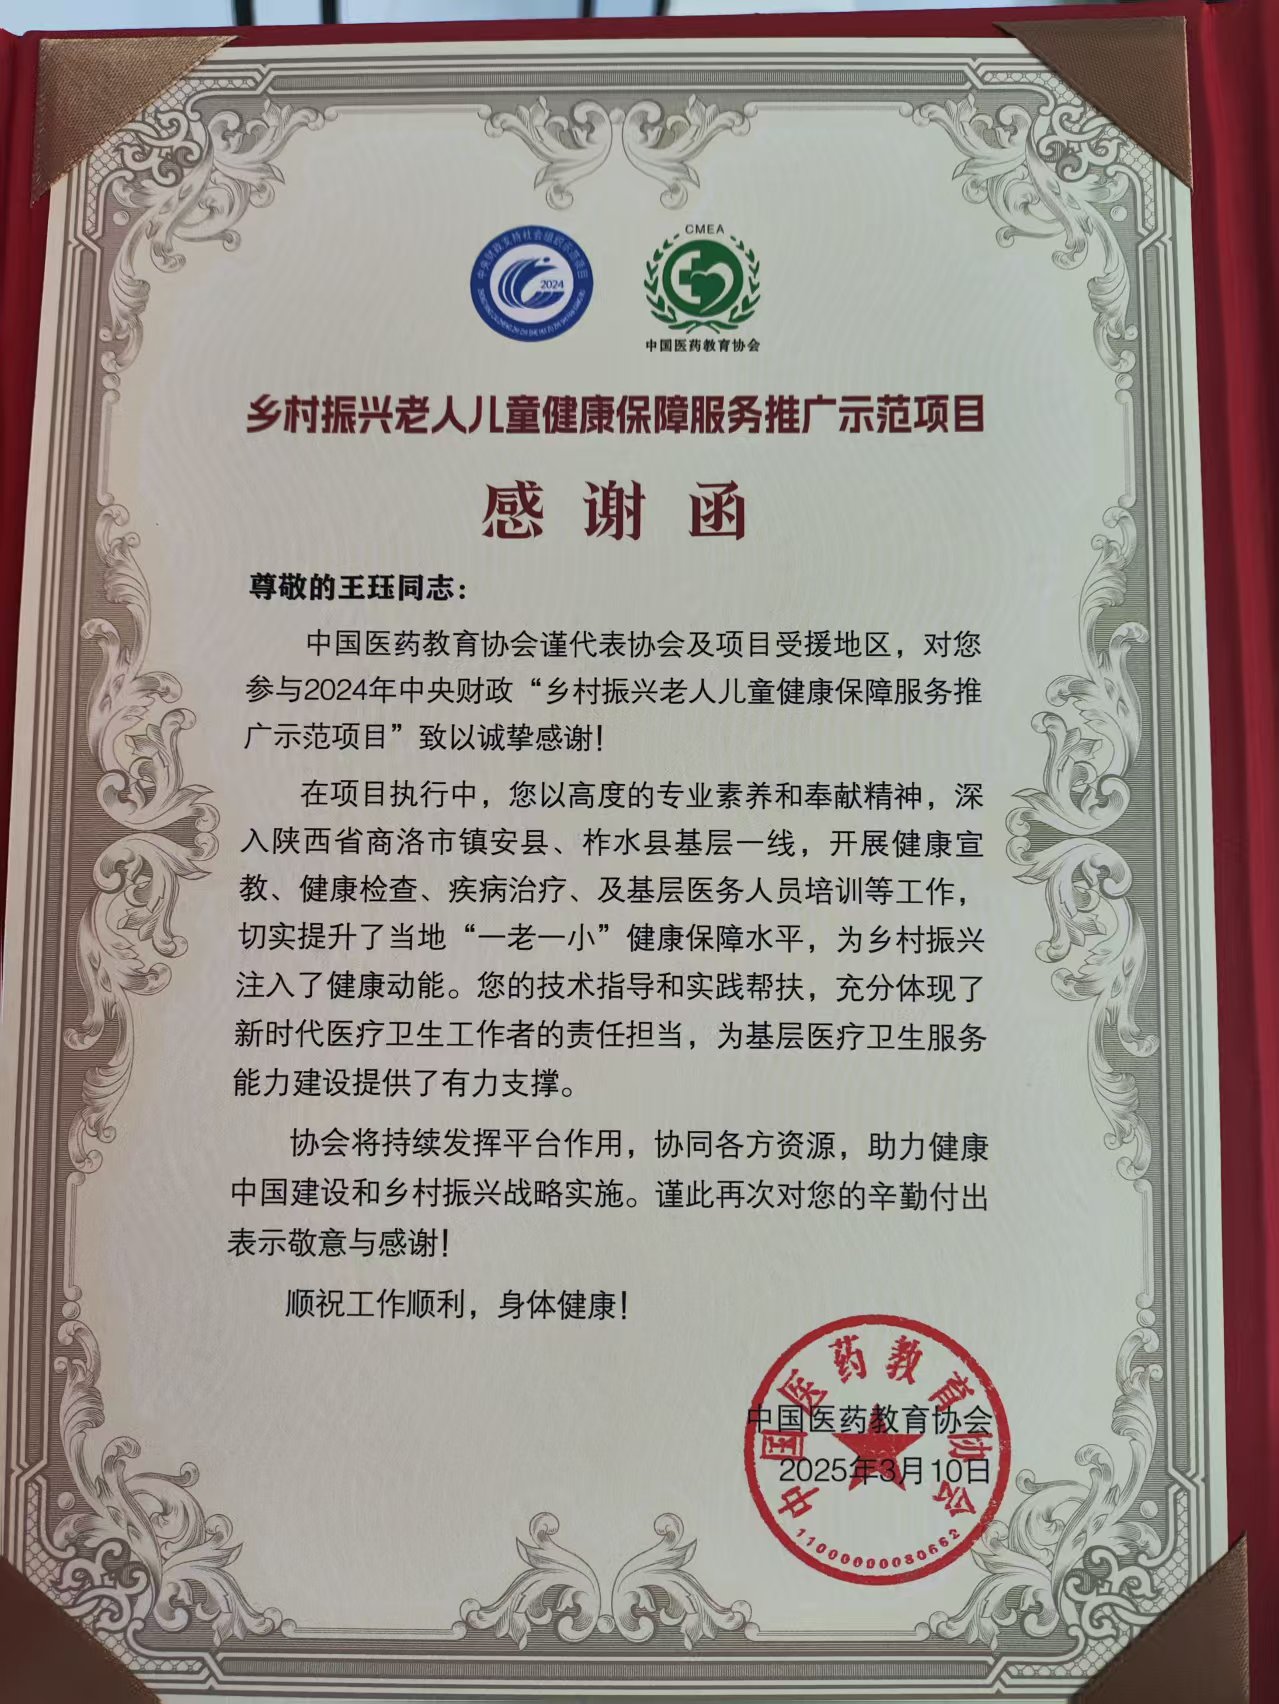 中央财政支持社会组织示范项目
2024
CMEA
中国医药教育协会
乡村振兴老人儿童健康保障服务推广示范项目
感谢函
尊敬的王珏同志：
中国医药教育协会谨代表协会及项目受援地区，对您
参与2024年中央财政“乡村振兴老人儿童健康保障服务推
广示范项目”致以诚挚感谢！
在项目执行中，您以高度的专业素养和奉献精神，深
入陕西省商洛市镇安县、柞水县基层一线，开展健康宣
教、健康检查、疾病治疗、及基层医务人员培训等工作，
切实提升了当地“一老一小”健康保障水平，为乡村振兴
注入了健康动能。您的技术指导和实践帮扶，充分体现了
新时代医疗卫生工作者的责任担当，为基层医疗卫生服务
能力建设提供了有力支撑。
协会将持续发挥平台作用，协同各方资源，助力健康
中国建设和乡村振兴战略实施。谨此再次对您的辛勤付出
表示敬意与感谢！
顺祝工作顺利，身体健康！
中国医药教育协会
2025年3月10日
中国医药教育协会
11000000080662